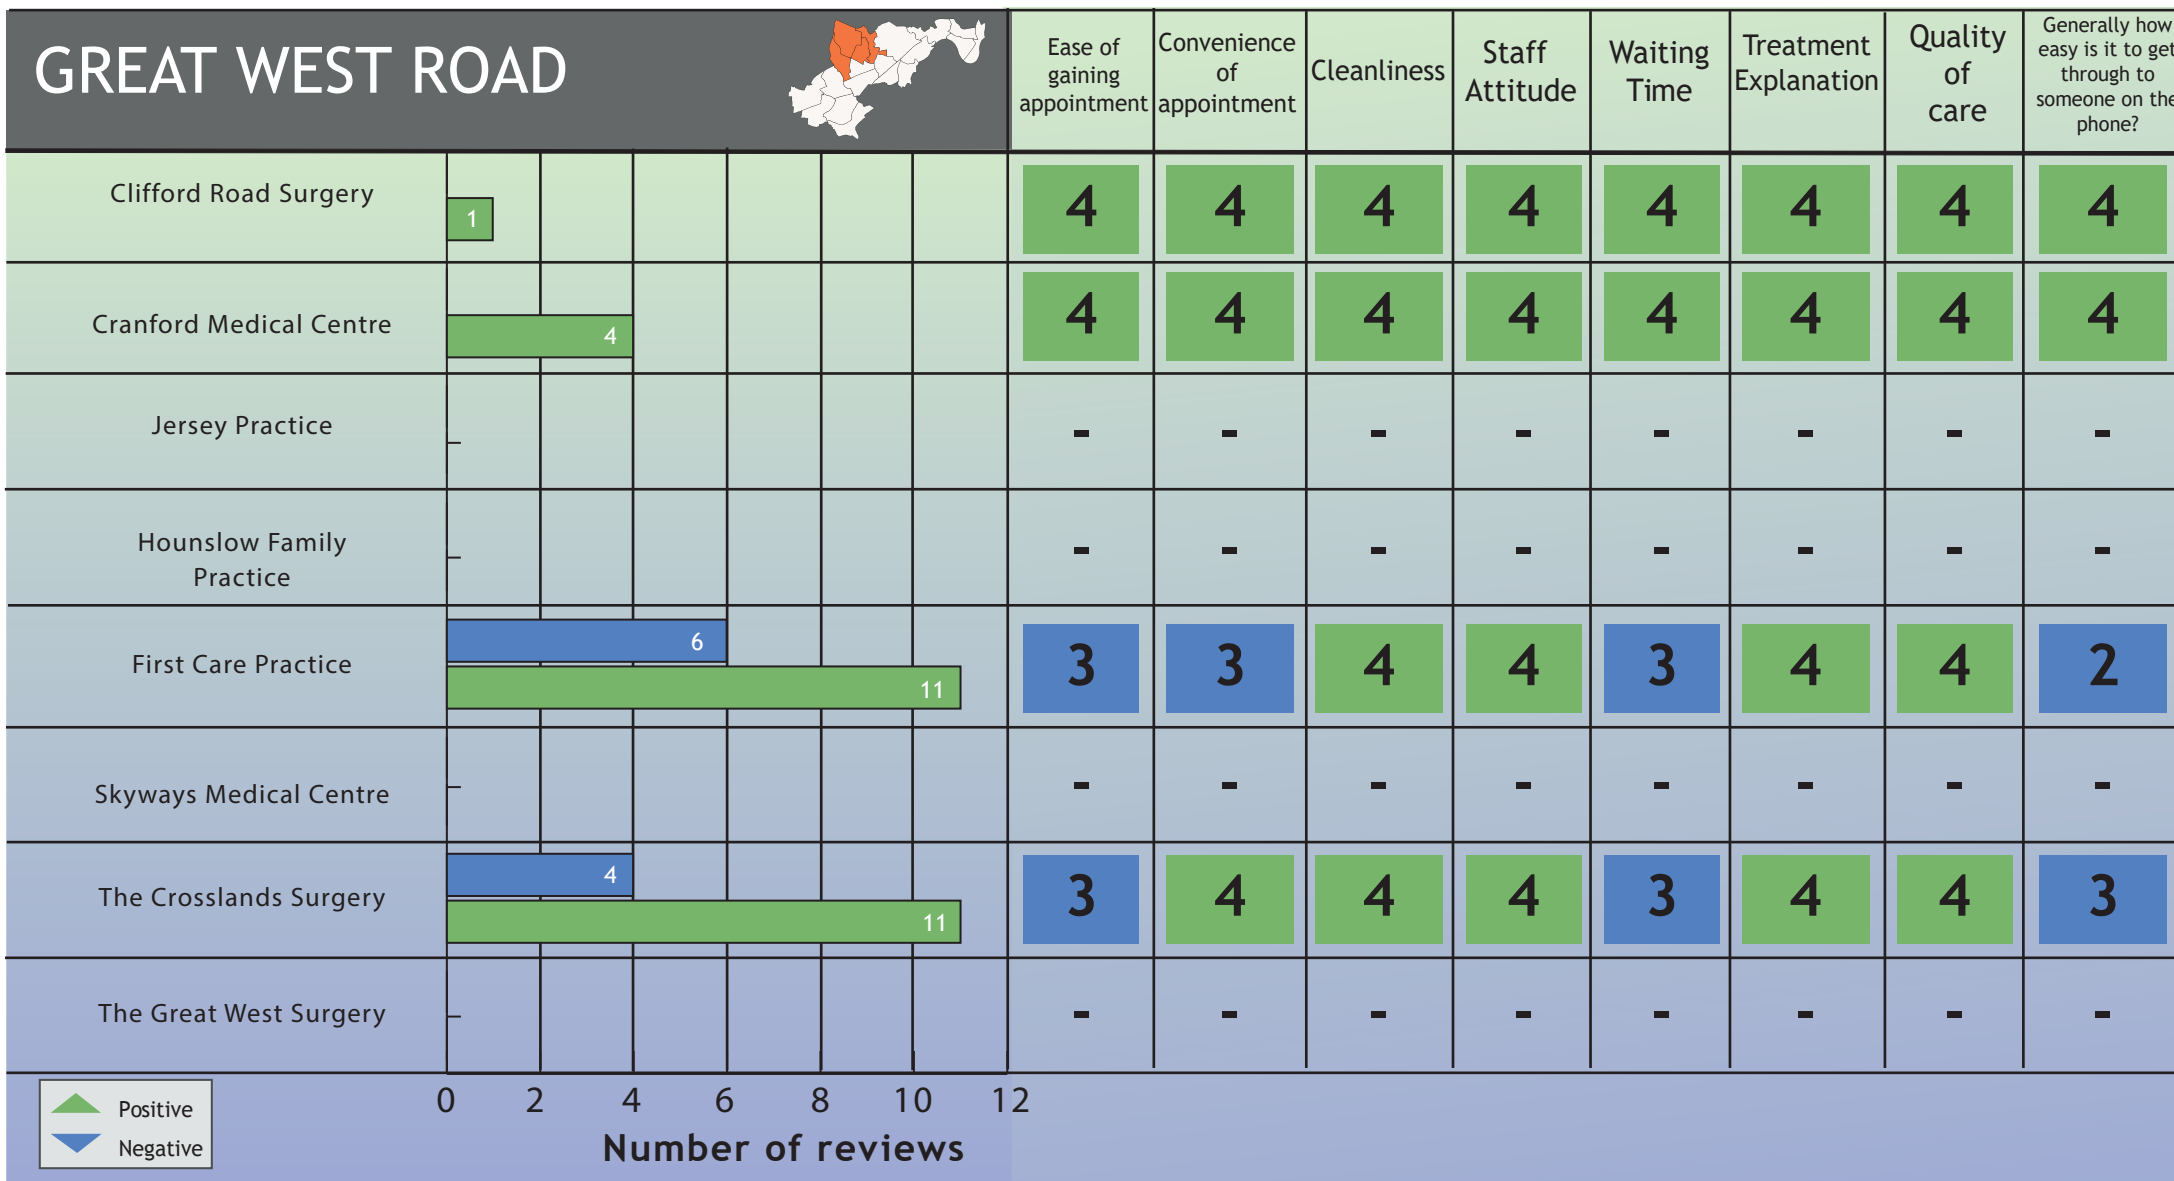 GREAT WEST ROAD
Ease of
gaining
appointment
Convenience
of
appointment
Cleanliness
Staff
Attitude
Waiting
Time
Treatment
Explanation
Quality
of
care
Generally how
easy is it to get
through to
someone on the
phone?
Clifford Road Surgery
1
4 4 4 4 4 4 4 4
Cranford Medical Centre
4
4 4 4 4 4 4 4 4
Jersey Practice
- - - - - - - -
Hounslow Family
Practice
- - - - - - - -
First Care Practice
6
11
3 3 4 4 3 4 4 2
Skyways Medical Centre
- - - - - - - -
The Crosslands Surgery
4
11
3 4 4 4 3 4 4 3
The Great West Surgery
- - - - - - - -
0 2 4 6 8 10 12
Number of reviews
Positive
Negative